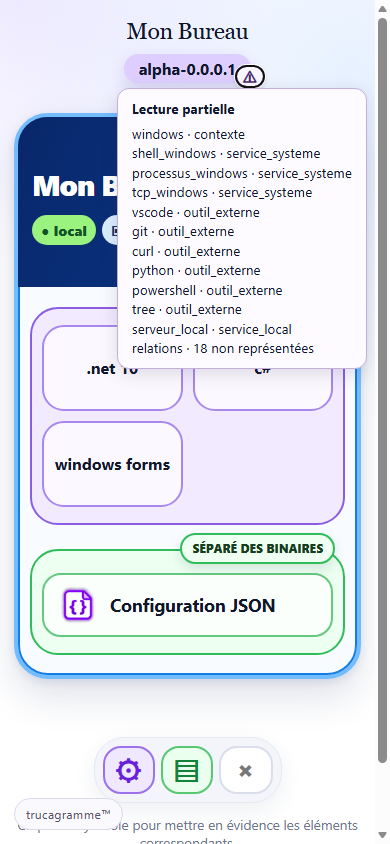 Mon Bureau
alpha-0.0.0.1
Lecture partielle
windows · contexte
shell_windows · service_systeme
processus_windows · service_systeme
tcp_windows · service_systeme
vscode · outil_externe
git · outil_externe
curl · outil_externe
python · outil_externe
powershell · outil_externe
tree · outil_externe
serveur_local · service_local
relations · 18 non représentées
Mon B
● local
.net 10
c#
windows forms
SÉPARÉ DES BINAIRES
{} Configuration JSON
trucagramme™
pour mettre en évidence les éléments
correspondants